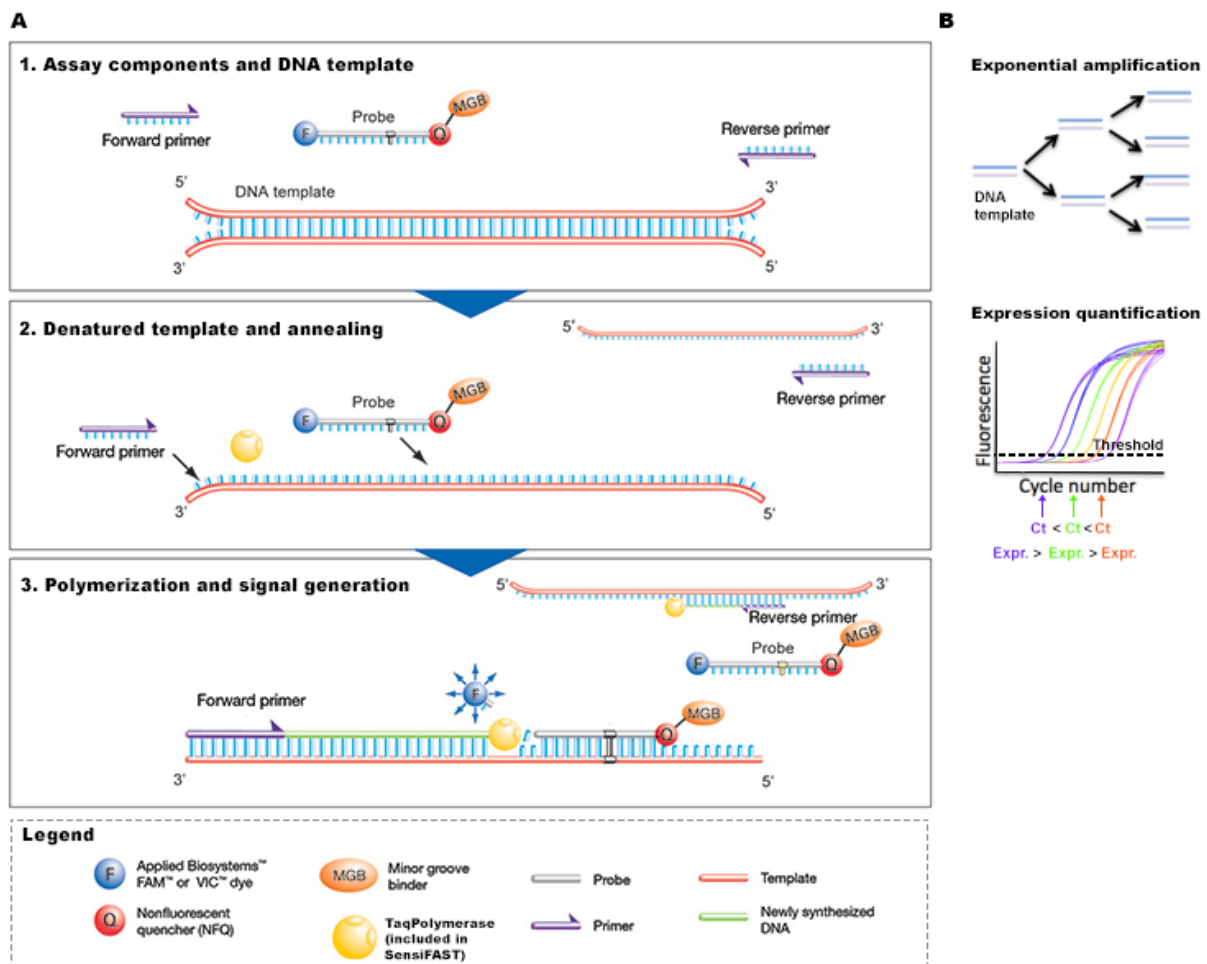 A
1. Assay components and DNA template
Forward primer
F
Probe
Q
MGB
Reverse primer
5'
DNA template
3'
3'
5'
2. Denatured template and annealing
5'
3'
Reverse primer
Forward primer
F
Probe
Q
MGB
3'
5'
3. Polymerization and signal generation
5'
3'
Reverse primer
F
Probe
Q
MGB
Forward primer
F
Q
MGB
3'
5'
Legend
F
Applied Biosystems™
FAM™ or VIC™ dye
MGB
Minor groove
binder
Probe
Template
Q
Nonfluorescent
quencher (NFQ)
TaqPolymerase
(included in
SensiFAST)
Primer
Newly synthesized
DNA
B
Exponential amplification
DNA
template
Expression quantification
Fluorescence
Threshold
Cycle number
Ct < Ct < Ct
Expr. > Expr. > Expr.